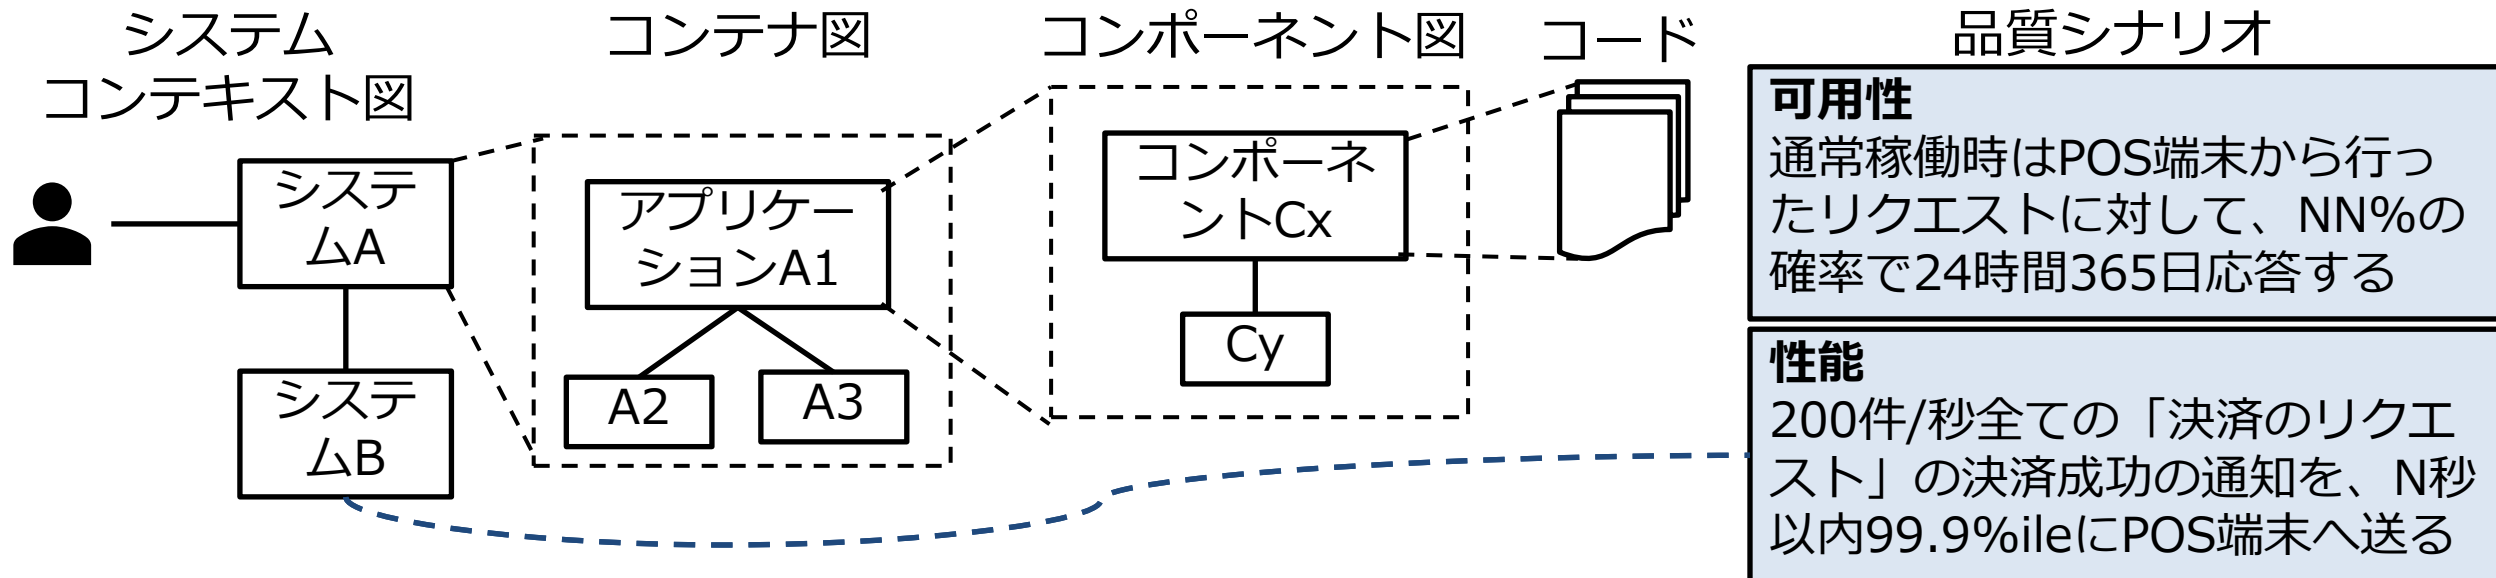 システム
コンテキスト図
コンテナ図
コンポーネント図
コード
品質シナリオ
システ
ムA
システ
ムB
アプリケー
ションA1
A2
A3
コンポーネ
ントCx
Cy
可用性
通常稼働時はPOS端末から行っ
たリクエストに対して、NN%の
確率で24時間365日応答する
性能
200件/秒全ての「決済のリクエ
スト」の決済成功の通知を、N秒
以内99.9%ileにPOS端末へ送る